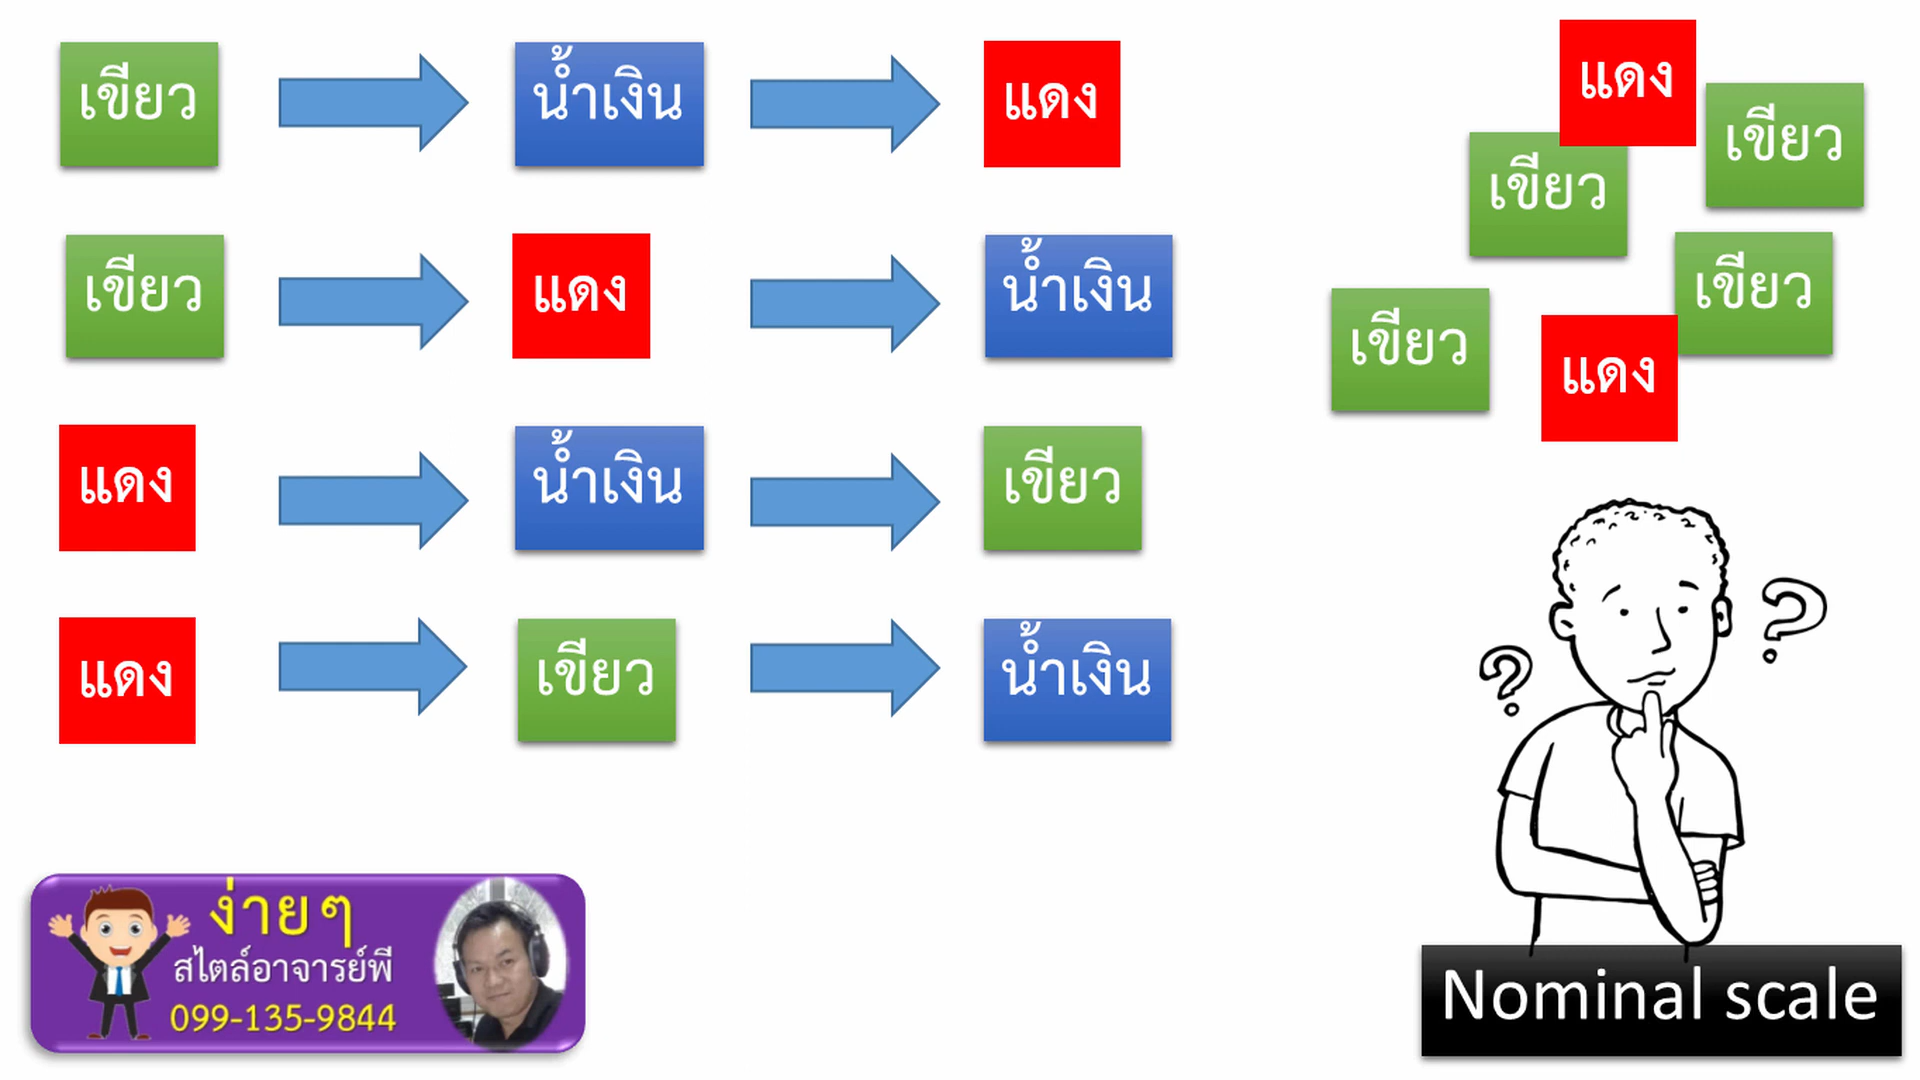 เขียว
น้ำเงิน
แดง
เขียว
แดง
น้ำเงิน
แดง
น้ำเงิน
เขียว
แดง
เขียว
น้ำเงิน
แดง
เขียว
เขียว
เขียว
เขียว
แดง
?
?
Nominal scale
ง่ายๆ
สไตล์อาจารย์พี
099-135-9844